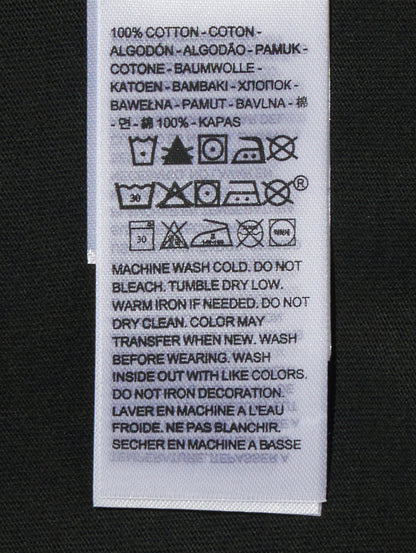 100% COTTON - COTON -
ALGODÓN - ALGODÃO - PAMUK -
COTONE - BAUMWOLLE -
KATOEN - BAMBAKI - ХЛОПОК -
BAWEŁNA - PAMUT - BAVLNA - 棉
- 면 - 綿 100% - KAPAS
30 ®
30
MACHINE WASH COLD. DO NOT
BLEACH. TUMBLE DRY LOW.
WARM IRON IF NEEDED. DO NOT
DRY CLEAN. COLOR MAY
TRANSFER WHEN NEW. WASH
BEFORE WEARING. WASH
INSIDE OUT WITH LIKE COLORS.
DO NOT IRON DECORATION.
LAVER EN MACHINE A L'EAU
FROIDE. NE PAS BLANCHIR.
SECHER EN MACHINE A BASSE